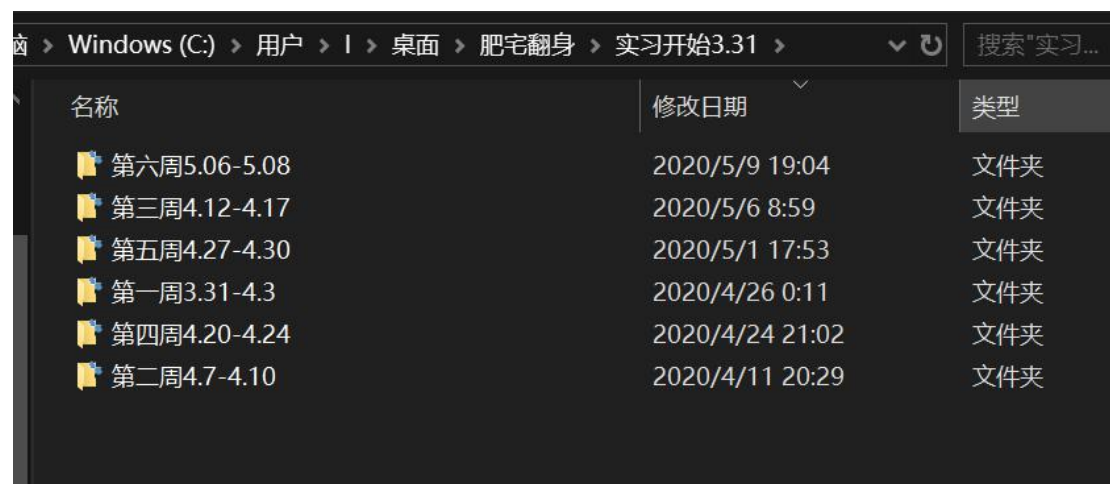 脑 > Windows (C:) > 用户 > l > 桌面 > 肥宅翻身 > 实习开始3.31 > 搜索"实习...
名称 修改日期 类型
第六周5.06-5.08 2020/5/9 19:04 文件夹
第三周4.12-4.17 2020/5/6 8:59 文件夹
第五周4.27-4.30 2020/5/1 17:53 文件夹
第一周3.31-4.3 2020/4/26 0:11 文件夹
第四周4.20-4.24 2020/4/24 21:02 文件夹
第二周4.7-4.10 2020/4/11 20:29 文件夹